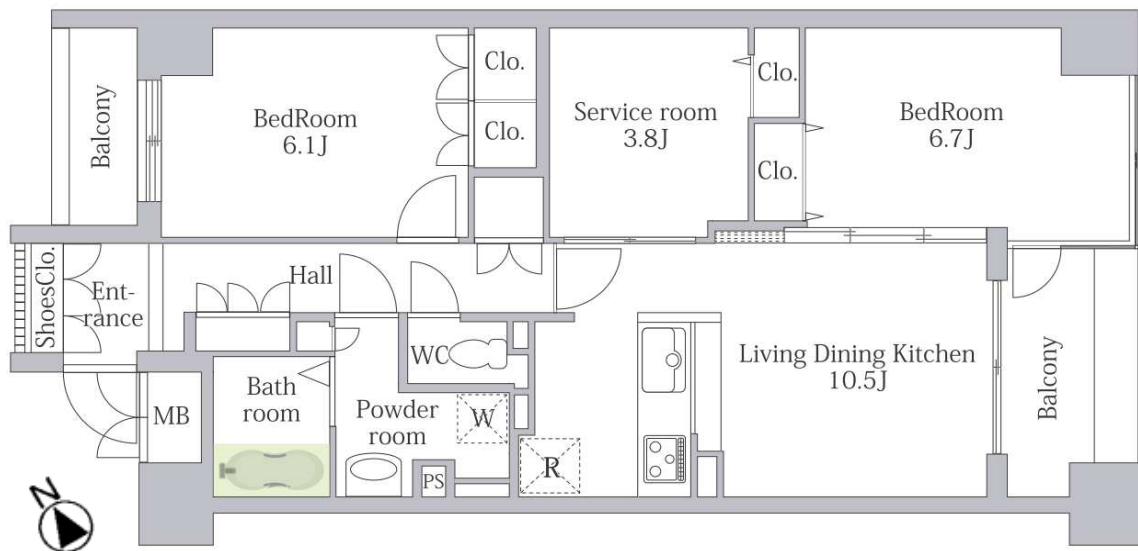 Balcony
BedRoom
6.1J
Clo.
Clo.
Service room
3.8J
Clo.
Clo.
BedRoom
6.7J
ShoesClo.
Ent-
rance
Hall
MB
Bath
room
WC
Powder
room
W
PS
R
Living Dining Kitchen
10.5J
Balcony
N